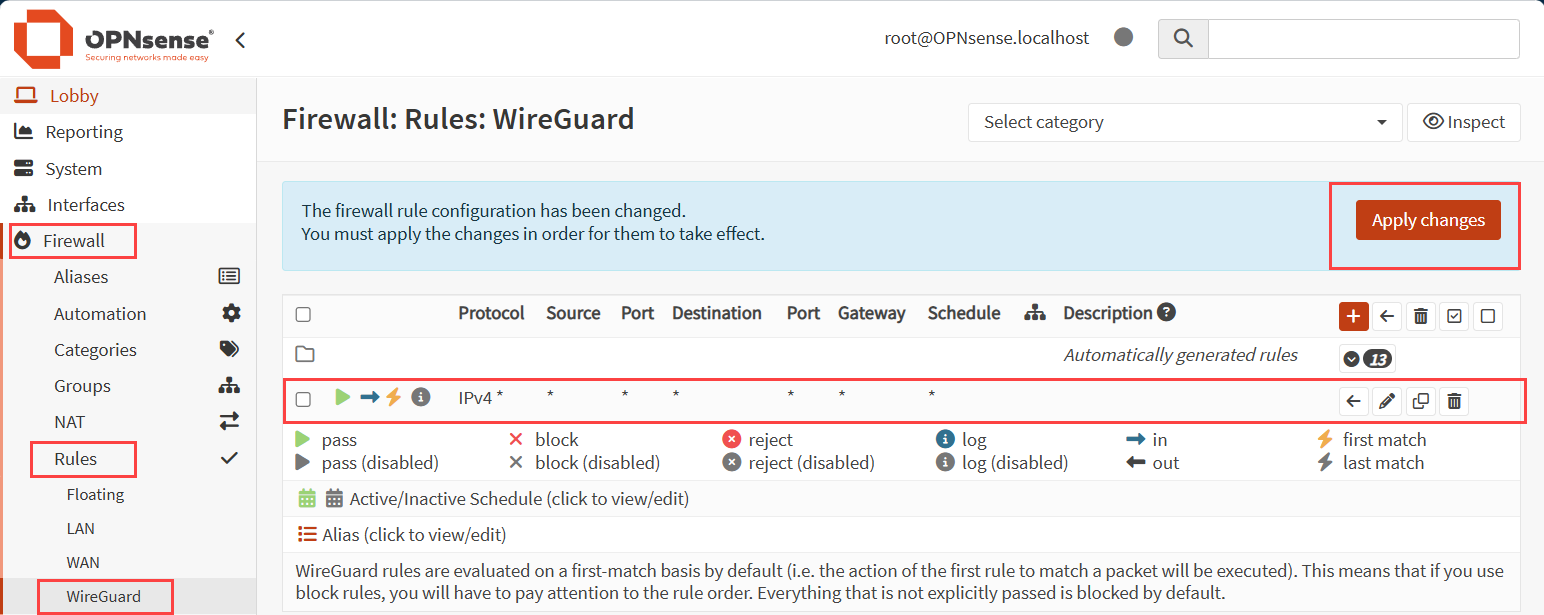 OPNsense®
Securing networks made easy
root@OPNsense.localhost
Lobby
Reporting
System
Interfaces
Firewall
Aliases
Automation
Categories
Groups
NAT
Rules
Floating
LAN
WAN
WireGuard
Firewall: Rules: WireGuard
Select category
Inspect
The firewall rule configuration has been changed.
You must apply the changes in order for them to take effect.
Apply changes
Protocol Source Port Destination Port Gateway Schedule Description
Automatically generated rules 13
IPv4 * * * * * * *
pass block reject log in first match
pass (disabled) block (disabled) reject (disabled) log (disabled) out last match
Active/Inactive Schedule (click to view/edit)
Alias (click to view/edit)
WireGuard rules are evaluated on a first-match basis by default (i.e. the action of the first rule to match a packet will be executed). This means that if you use
block rules, you will have to pay attention to the rule order. Everything that is not explicitly passed is blocked by default.